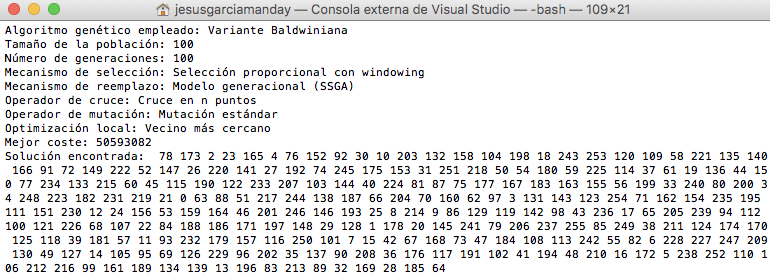 jesusgarciamanday — Consola externa de Visual Studio — -bash — 109×21
Algoritmo genético empleado: Variante Baldwiniana
Tamaño de la población: 100
Número de generaciones: 100
Mecanismo de selección: Selección proporcional con windowing
Mecanismo de reemplazo: Modelo generacional (SSGA)
Operador de cruce: Cruce en n puntos
Operador de mutación: Mutación estándar
Optimización local: Vecino más cercano
Mejor coste: 50593082
Solución encontrada:  78 173 2 23 165 4 76 152 92 30 10 203 132 158 104 198 18 243 253 120 109 58 221 135 140
 166 91 72 149 222 52 147 26 220 141 27 192 74 245 175 153 31 251 218 50 54 180 59 225 114 37 61 19 136 44 15
0 77 234 133 215 60 45 115 190 122 233 207 103 144 40 224 81 87 75 177 167 183 163 155 56 199 33 240 80 200 3
4 248 223 182 231 219 21 0 63 88 51 217 244 138 187 66 204 70 160 62 97 3 131 143 123 254 71 162 154 235 195
111 151 230 12 24 156 53 159 164 46 201 246 146 193 25 8 214 9 86 129 119 142 98 43 236 17 65 205 239 94 112
100 121 226 68 107 22 84 188 186 171 197 148 29 128 1 178 20 145 241 79 206 237 255 85 249 38 211 124 174 170
 125 118 39 181 57 11 93 232 179 157 116 250 101 7 15 42 67 168 73 47 184 108 113 242 55 82 6 228 227 247 209
 130 49 127 14 105 95 69 126 229 96 202 35 137 90 208 36 176 117 191 102 41 194 48 210 16 172 5 238 252 110 1
06 212 216 99 161 189 134 139 13 196 83 213 89 32 169 28 185 64